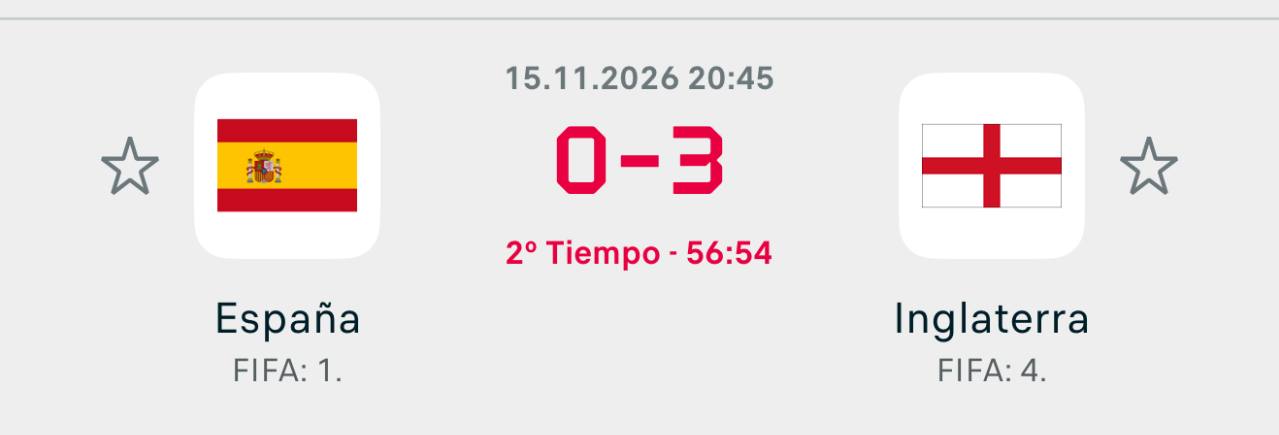 15.11.2026 20:45
0-3
2º Tiempo - 56:54
España
FIFA: 1.
Inglaterra
FIFA: 4.